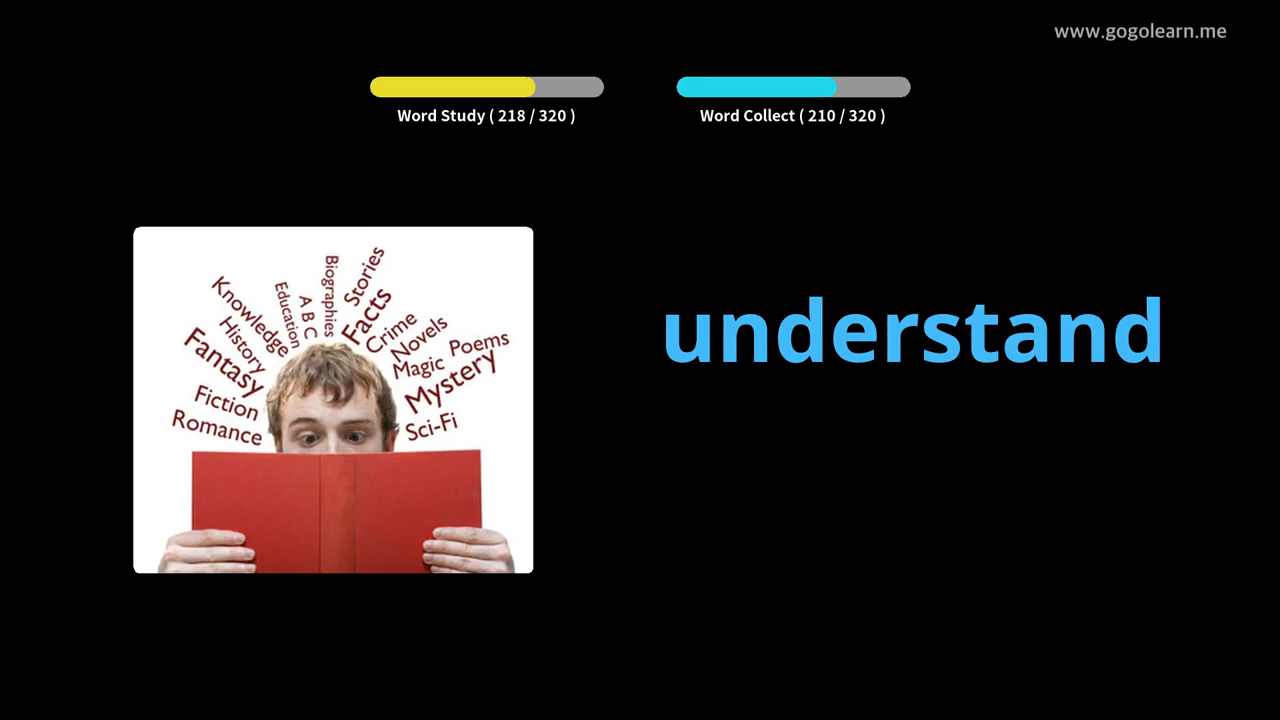 www.gogolearn.me
Word Study ( 218 / 320 )
Word Collect ( 210 / 320 )
understand
Knowledge
Education
A B C
Biographies
Stories
Facts
History
Crime
Novels
Fantasy
Magic
Poems
Mystery
Fiction
Romance
Sci-Fi